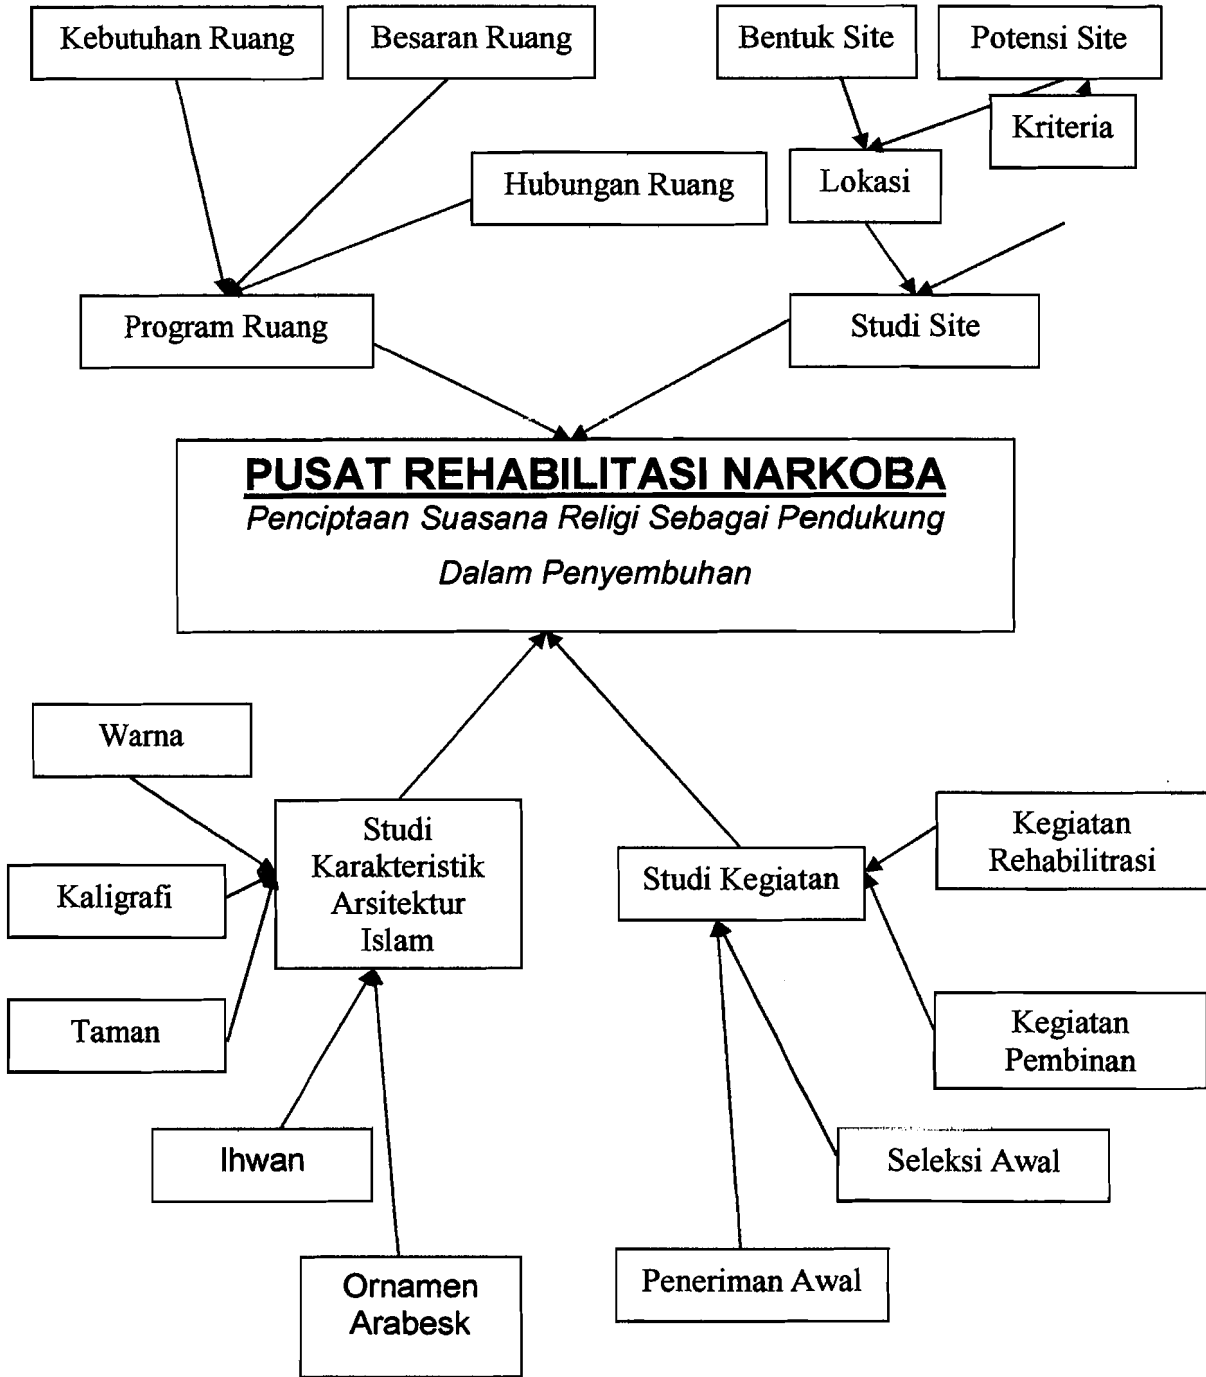 Kebutuhan Ruang
Besaran Ruang
Bentuk Site
Potensi Site
Kriteria
Hubungan Ruang
Lokasi
Program Ruang
Studi Site
PUSAT REHABILITASI NARKOBA
Penciptaan Suasana Religi Sebagai Pendukung
Dalam Penyembuhan
Warna
Studi
Karakteristik
Arsitektur
Islam
Kegiatan
Rehabilitrasi
Kaligrafi
Studi Kegiatan
Taman
Kegiatan
Pembinan
Ihwan
Seleksi Awal
Ornamen
Arabesk
Peneriman Awal